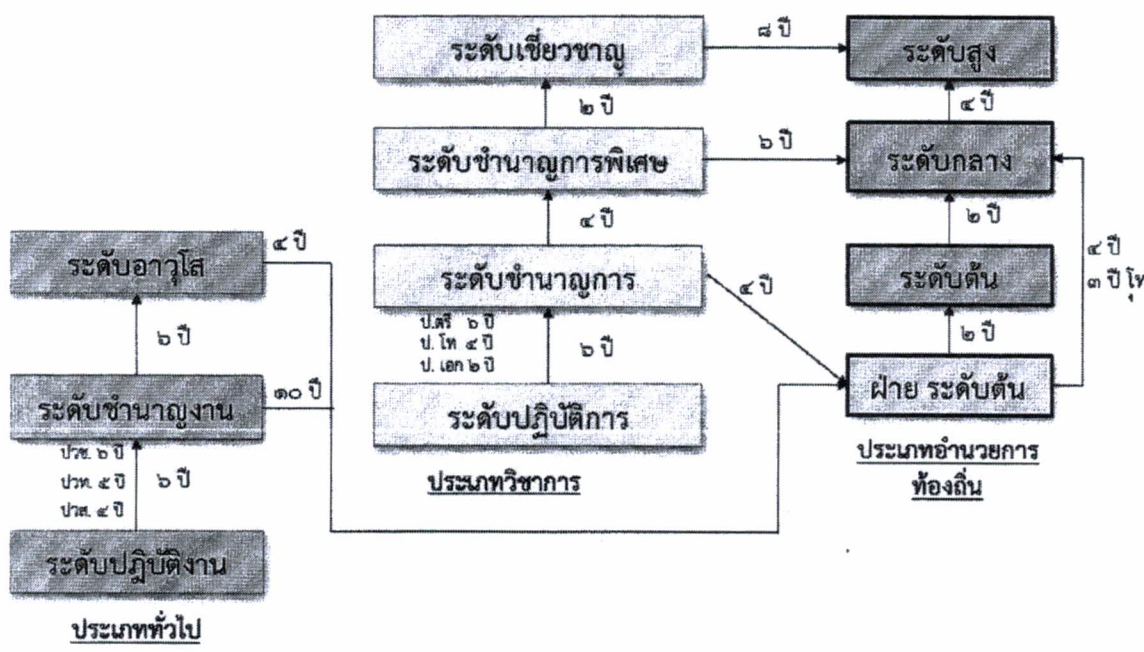 ระดับเชี่ยวชาญ
๘ ปี
ระดับสูง
๒ ปี
๔ ปี
ระดับชำนาญการพิเศษ
๖ ปี
ระดับกลาง
๔ ปี
๒ ปี
ระดับอาวุโส
๔ ปี
ระดับชำนาญการ
๔ ปี
ระดับต้น
๔ ปี
๓ ปี โท
๖ ปี
ป.ตรี ๖ ปี
ป. โท ๔ ปี
ป. เอก ๒ ปี
๖ ปี
๒ ปี
ระดับชำนาญงาน
๑๐ ปี
ระดับปฏิบัติการ
ฝ่าย ระดับต้น
ปวช. ๖ ปี
ปวท. ๕ ปี
ปวส. ๔ ปี
๖ ปี
ประเภทวิชาการ
ประเภทอำนวยการ
ท้องถิ่น
ระดับปฏิบัติงาน
ประเภททั่วไป